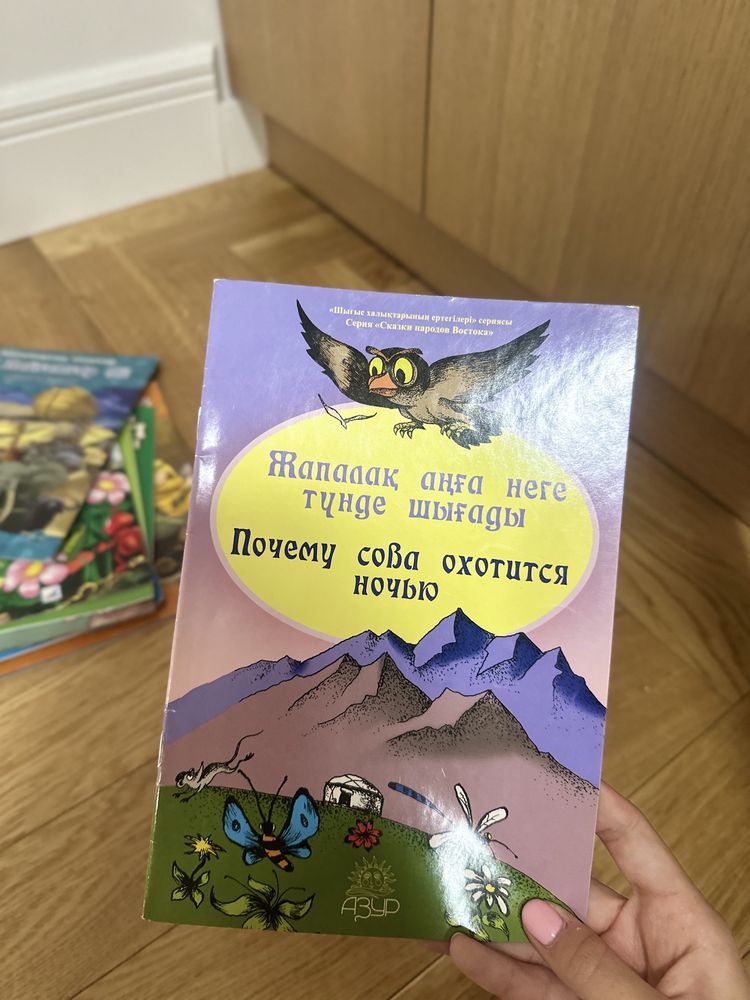 «Шығыс халықтарының ертегілері» сериясы
Серия «Сказки народов Востока»
Жапалақ аңға неге
түнде шығады
Почему сова охотится
ночью
АЗУР